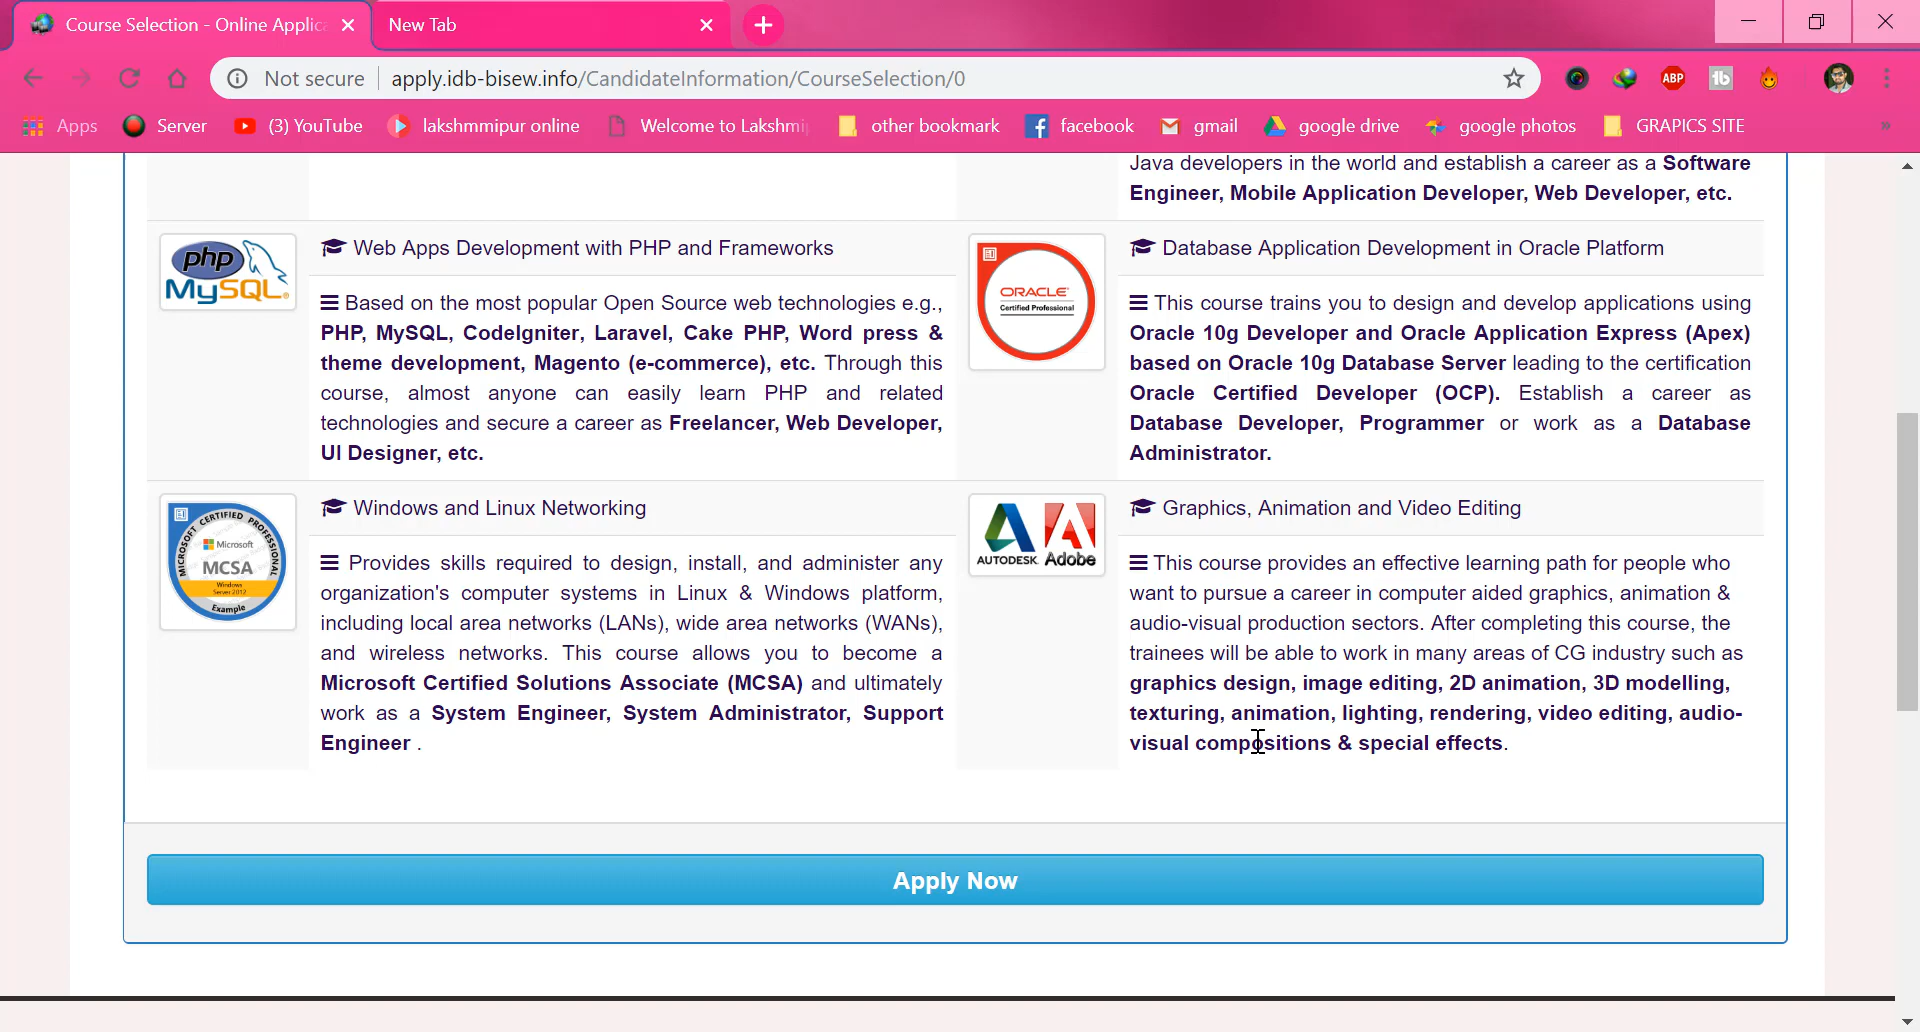 Course Selection - Online Applic
New Tab
Not secure
apply.idb-bisew.info/CandidateInformation/CourseSelection/0
ABP
Apps
Server
(3) YouTube
lakshmmipur online
Welcome to Lakshmi
other bookmark
facebook
gmail
google drive
google photos
GRAPICS SITE
»
Java developers in the world and establish a career as a Software
Engineer, Mobile Application Developer, Web Developer, etc.
php
MySQL
Web Apps Development with PHP and Frameworks
Based on the most popular Open Source web technologies e.g.,
PHP, MySQL, CodeIgniter, Laravel, Cake PHP, Word press &
theme development, Magento (e-commerce), etc. Through this
course, almost anyone can easily learn PHP and related
technologies and secure a career as Freelancer, Web Developer,
UI Designer, etc.
ORACLE
Certified Professional
Database Application Development in Oracle Platform
This course trains you to design and develop applications using
Oracle 10g Developer and Oracle Application Express (Apex)
based on Oracle 10g Database Server leading to the certification
Oracle Certified Developer (OCP). Establish a career as
Database Developer, Programmer or work as a Database
Administrator.
MICROSOFT CERTIFIED PROFESSIONAL
Microsoft
MCSA
Windows
Server 2012
Example
Windows and Linux Networking
Provides skills required to design, install, and administer any
organization's computer systems in Linux & Windows platform,
including local area networks (LANs), wide area networks (WANs),
and wireless networks. This course allows you to become a
Microsoft Certified Solutions Associate (MCSA) and ultimately
work as a System Engineer, System Administrator, Support
Engineer .
AUTODESK
Adobe
Graphics, Animation and Video Editing
This course provides an effective learning path for people who
want to pursue a career in computer aided graphics, animation &
audio-visual production sectors. After completing this course, the
trainees will be able to work in many areas of CG industry such as
graphics design, image editing, 2D animation, 3D modelling,
texturing, animation, lighting, rendering, video editing, audio-
visual compositions & special effects.
Apply Now